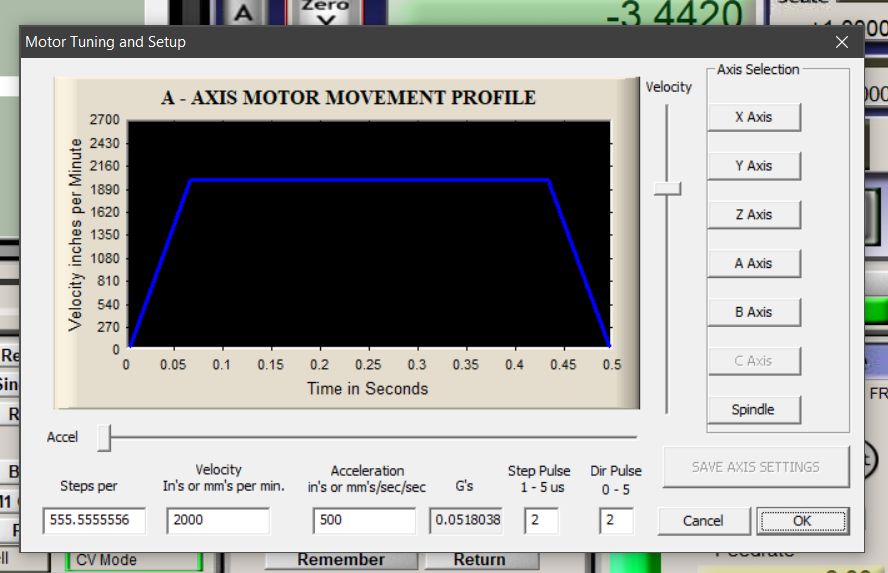 A
Zero
-3.4420
Scale
+1.0000
Motor Tuning and Setup
A - AXIS MOTOR MOVEMENT PROFILE
Velocity inches per Minute
2700
2430
2160
1890
1620
1350
1080
810
540
270
0
0 0.05 0.1 0.15 0.2 0.25 0.3 0.35 0.4 0.45 0.5
Time in Seconds
Velocity
Axis Selection
X Axis
Y Axis
Z Axis
A Axis
B Axis
C Axis
Spindle
Accel
SAVE AXIS SETTINGS
Steps per
Velocity
In's or mm's per min.
Acceleration
in's or mm's/sec/sec
G's
Step Pulse
1 - 5 us
Dir Pulse
0 - 5
555.5555556
2000
500
0.0518038
2
2
Cancel
OK
FR
CV Mode
Remember
Return
Feedrate